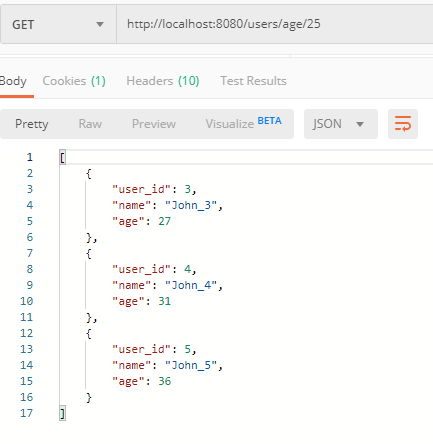 GET http://localhost:8080/users/age/25
Body Cookies (1) Headers (10) Test Results
Pretty Raw Preview Visualize BETA JSON
1 [
2 {
3 "user_id": 3,
4 "name": "John_3",
5 "age": 27
6 },
7 {
8 "user_id": 4,
9 "name": "John_4",
10 "age": 31
11 },
12 {
13 "user_id": 5,
14 "name": "John_5",
15 "age": 36
16 }
17 ]